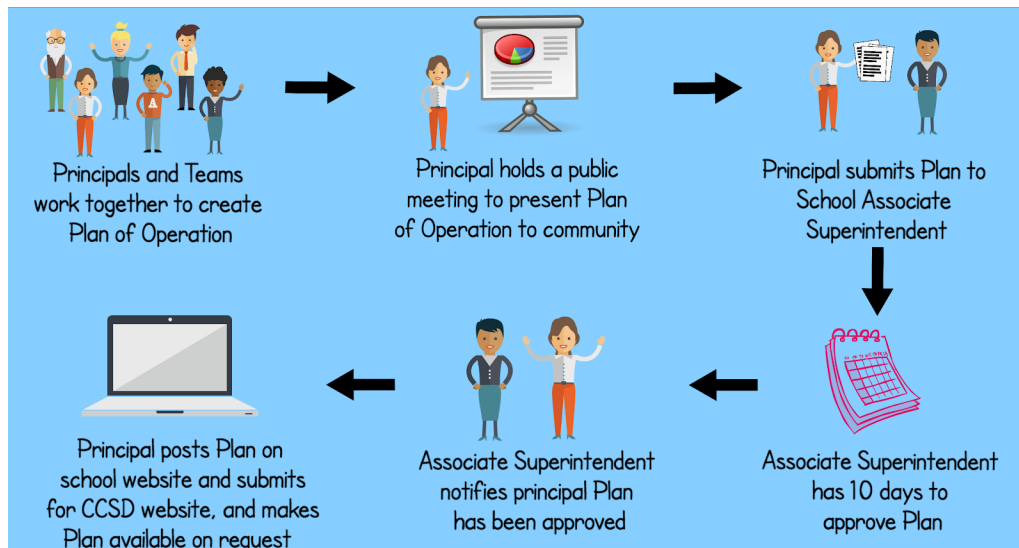 Principals and Teams
work together to create
Plan of Operation
Principal holds a public
meeting to present Plan
of Operation to community
Principal submits Plan to
School Associate
Superintendent
Associate Superintendent
has 10 days to
approve Plan
Associate Superintendent
notifies principal Plan
has been approved
Principal posts Plan on
school website and submits
for CCSD website, and makes
Plan available on request
A